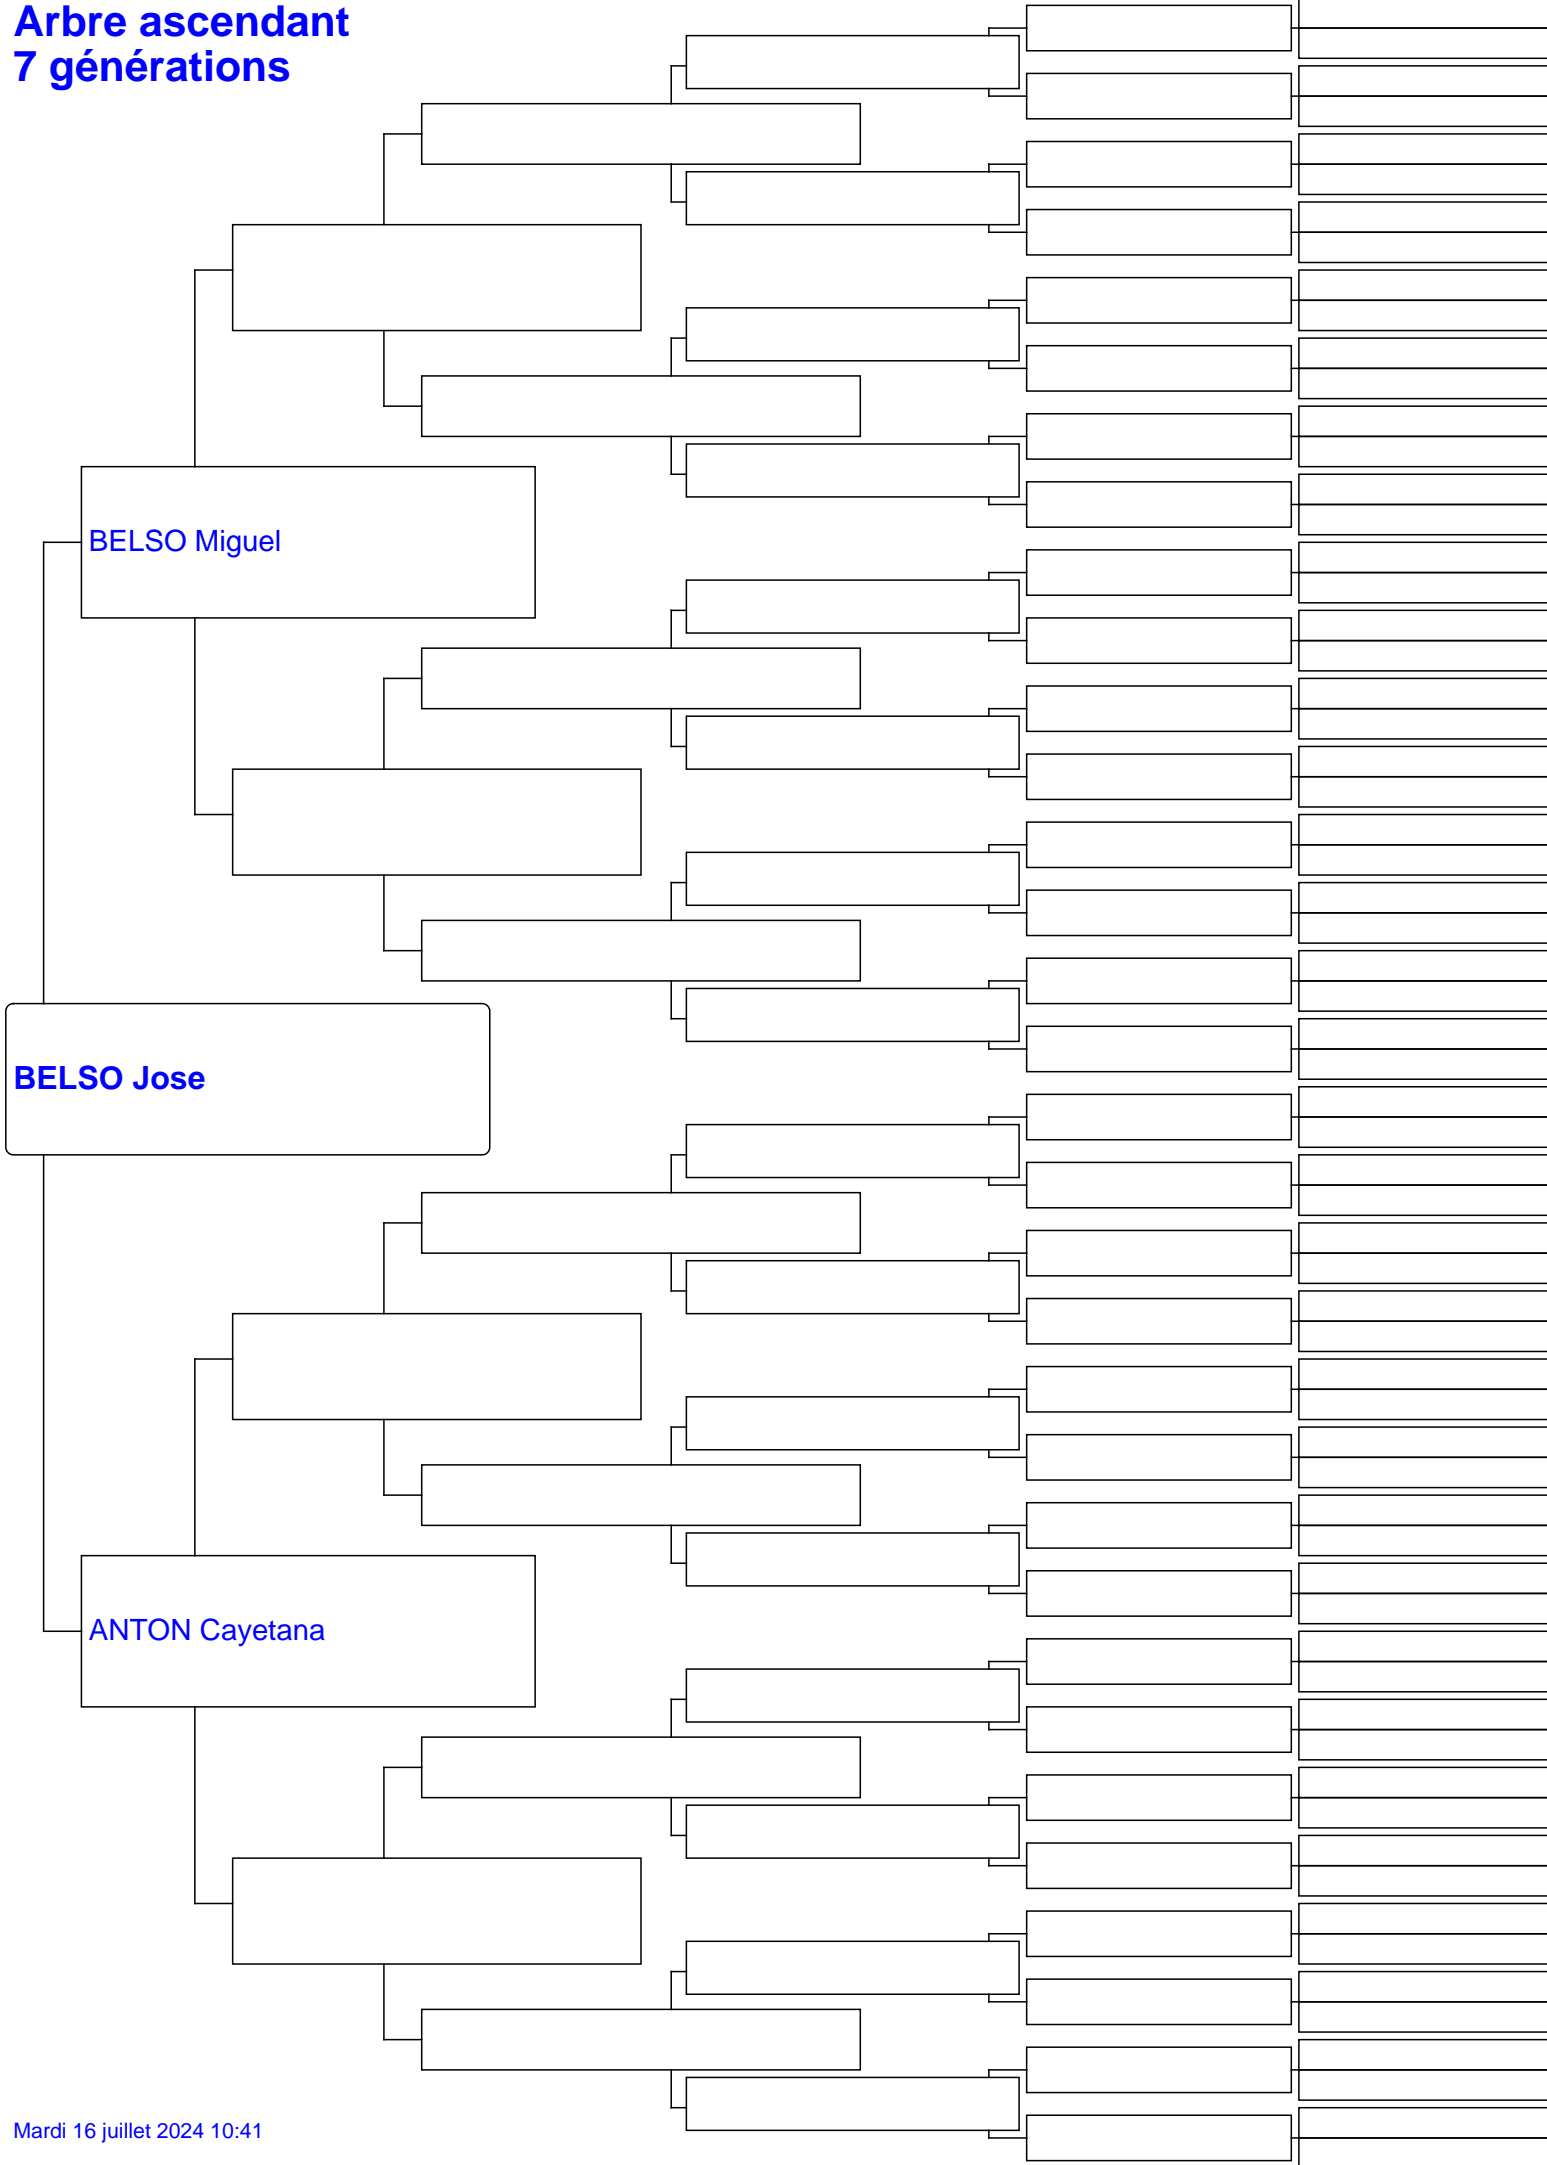 Arbre ascendant
7 générations
BELSO Miguel
BELSO Jose
ANTON Cayetana
Mardi 16 juillet 2024 10:41